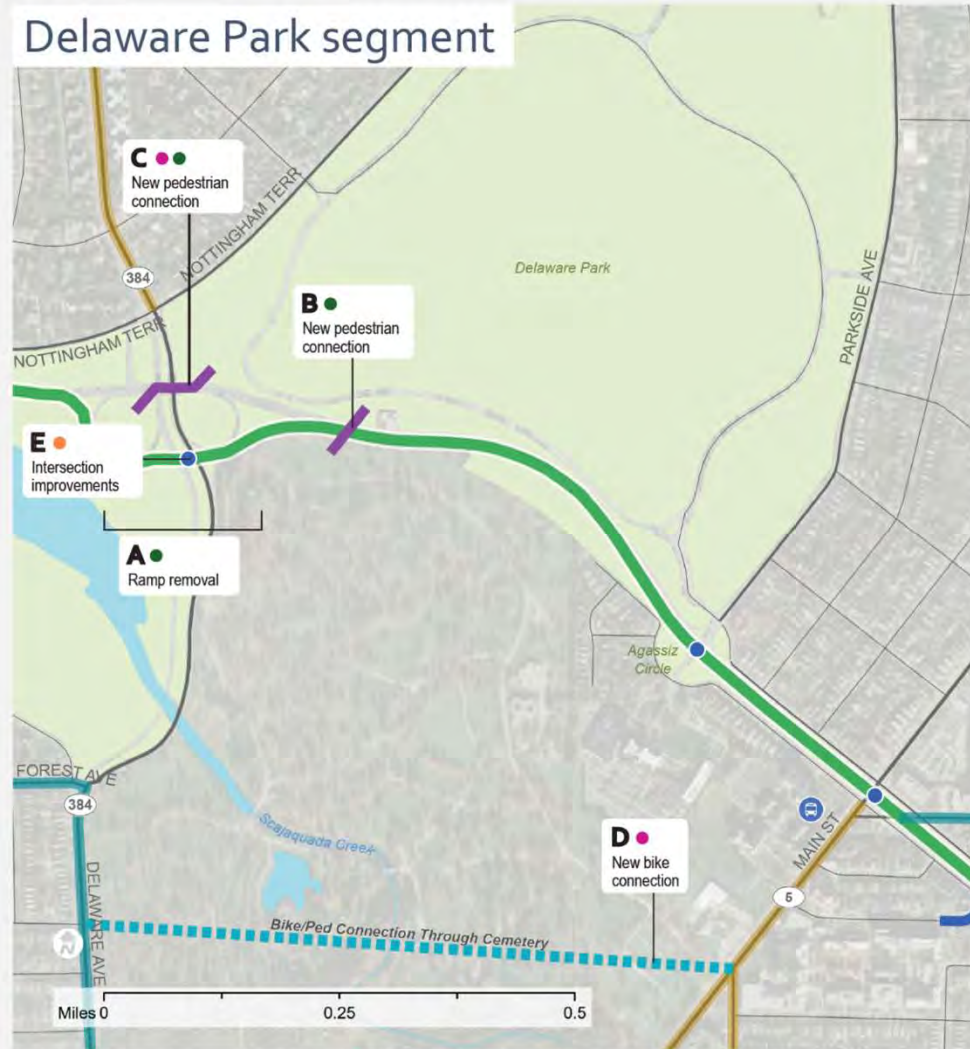 Delaware Park segment
C
New pedestrian
connection
NOTTINGHAM TERR
384
Delaware Park
PARKSIDE AVE
B
New pedestrian
connection
NOTTINGHAM TERR
E
Intersection
improvements
A
Ramp removal
Agassiz
Circle
FOREST AVE
384
Scajaquada Creek
D
New bike
connection
MAIN ST
5
DELAWARE AVE
Bike/Ped Connection Through Cemetery
N
Miles 0 0.25 0.5